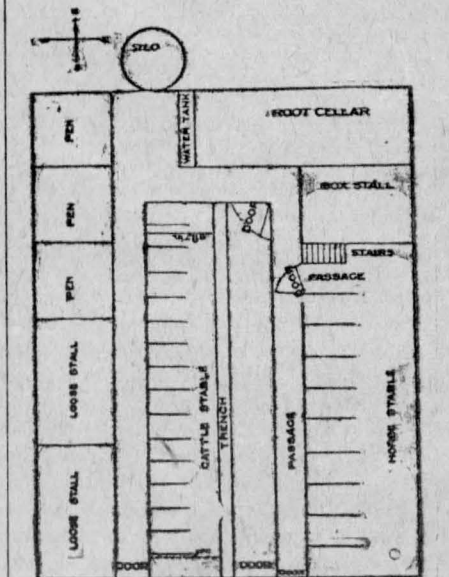 SILO
PEN
WATER TANK
ROOT CELLAR
BOX STALL
PEN
DOOR
STAIRS
PASSAGE
DOOR
PEN
LOOSE STALL
CATTLE STABLE
TRENCH
PASSAGE
HORSE STABLE
LOOSE STALL
DOOR
DOOR
DOOR